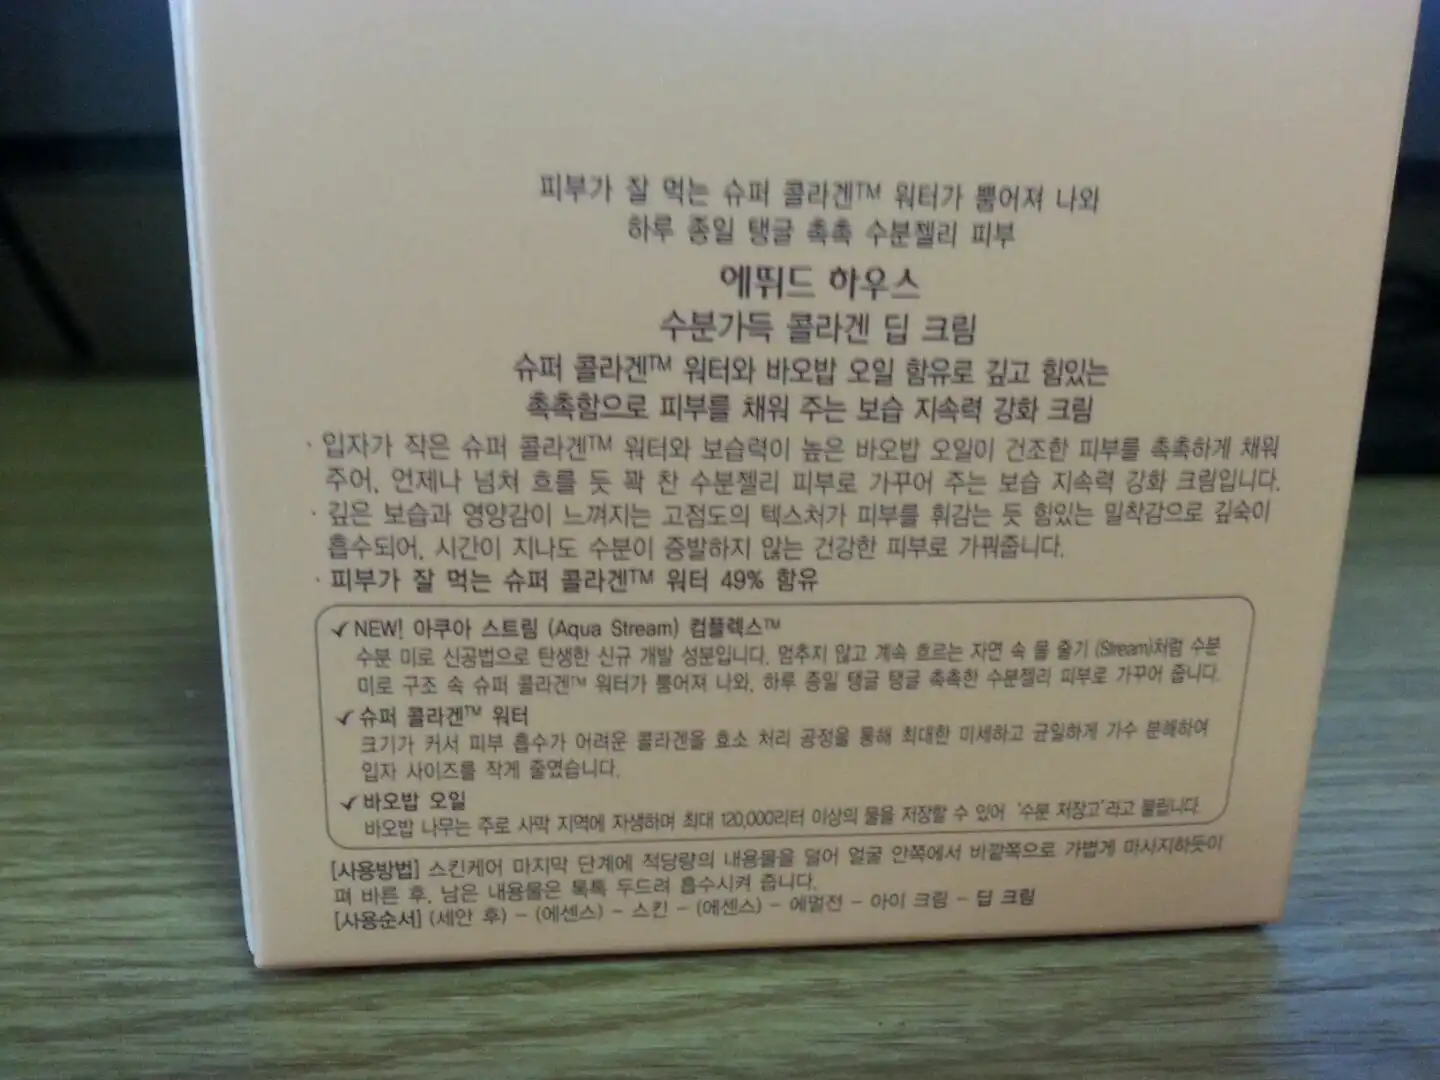 피부가 잘 먹는 슈퍼 콜라겐™ 워터가 뿜어져 나와
하루 종일 탱글 촉촉 수분젤리 피부
에뛰드 하우스
수분가득 콜라겐 딥 크림
슈퍼 콜라겐™ 워터와 바오밥 오일 함유로 깊고 힘있는
촉촉함으로 피부를 채워 주는 보습 지속력 강화 크림
· 입자가 작은 슈퍼 콜라겐™ 워터와 보습력이 높은 바오밥 오일이 건조한 피부를 촉촉하게 채워
주어, 언제나 넘쳐 흐를 듯 꽉 찬 수분젤리 피부로 가꾸어 주는 보습 지속력 강화 크림입니다.
· 깊은 보습과 영양감이 느껴지는 고점도의 텍스처가 피부를 휘감는 듯 힘있는 밀착감으로 깊숙이
흡수되어, 시간이 지나도 수분이 증발하지 않는 건강한 피부로 가꿔줍니다.
· 피부가 잘 먹는 슈퍼 콜라겐™ 워터 49% 함유
✓ NEW! 아쿠아 스트림 (Aqua Stream) 컴플렉스™
수분 미로 신공법으로 탄생한 신규 개발 성분입니다. 멈추지 않고 계속 흐르는 자연 속 물 줄기 (Stream)처럼 수분
미로 구조 속 슈퍼 콜라겐™ 워터가 뿜어져 나와, 하루 종일 탱글 탱글 촉촉한 수분젤리 피부로 가꾸어 줍니다.
✓ 슈퍼 콜라겐™ 워터
크기가 커서 피부 흡수가 어려운 콜라겐을 효소 처리 공정을 통해 최대한 미세하고 균일하게 가수 분해하여
입자 사이즈를 작게 줄였습니다.
✓ 바오밥 오일
바오밥 나무는 주로 사막 지역에 자생하며 최대 120,000리터 이상의 물을 저장할 수 있어 '수분 저장고'라고 불립니다.
[사용방법] 스킨케어 마지막 단계에 적당량의 내용물을 덜어 얼굴 안쪽에서 바깥쪽으로 가볍게 마사지하듯이
펴 바른 후, 남은 내용물은 톡톡 두드려 흡수시켜 줍니다.
[사용순서] (세안 후) – (에센스) – 스킨 – (에센스) – 에멀전 – 아이 크림 – 딥 크림